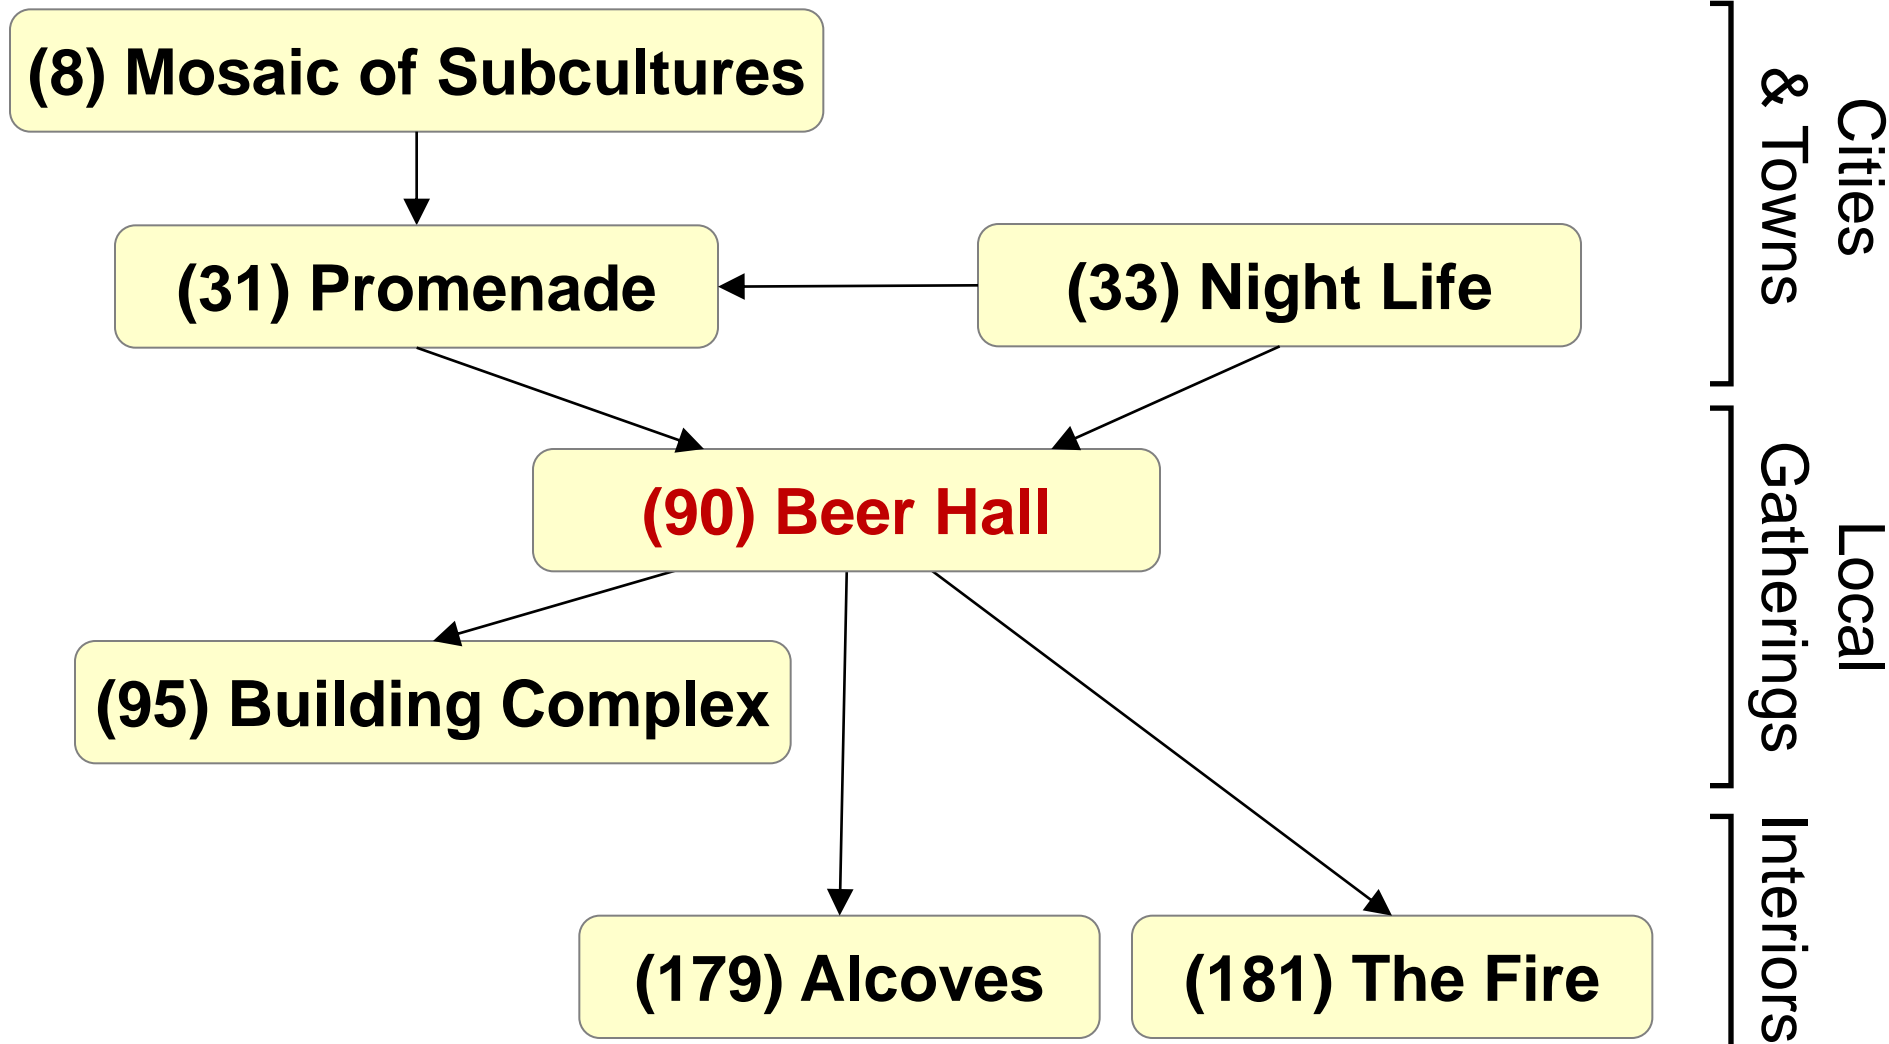 (8) Mosaic of Subcultures
(31) Promenade
(33) Night Life
(90) Beer Hall
(95) Building Complex
(179) Alcoves
(181) The Fire
Cities
& Towns
Local
Gatherings
Interiors